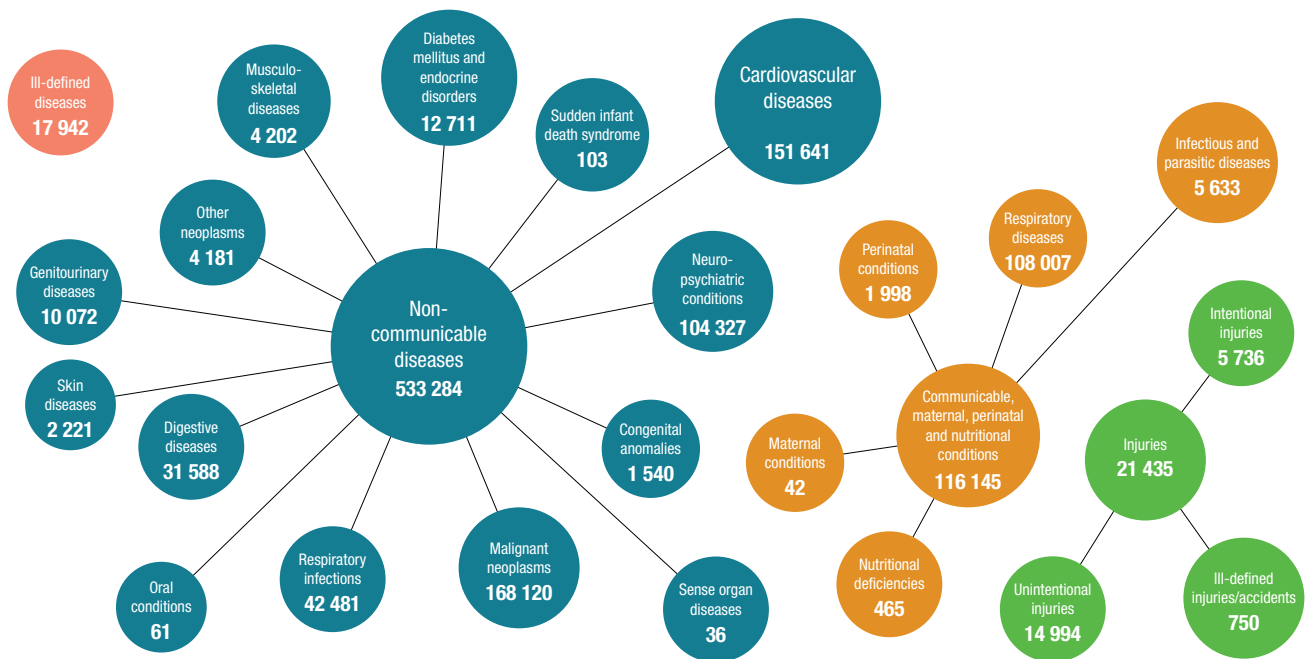 Ill-defined
diseases
17 942
Musculo-
skeletal
diseases
4 202
Diabetes
mellitus and
endocrine
disorders
12 711
Sudden infant
death syndrome
103
Cardiovascular
diseases
151 641
Other
neoplasms
4 181
Genitourinary
diseases
10 072
Skin
diseases
2 221
Digestive
diseases
31 588
Non-
communicable
diseases
533 284
Neuro-
psychiatric
conditions
104 327
Congenital
anomalies
1 540
Oral
conditions
61
Respiratory
infections
42 481
Malignant
neoplasms
168 120
Sense organ
diseases
36
Infectious and
parasitic diseases
5 633
Respiratory
diseases
108 007
Perinatal
conditions
1 998
Communicable,
maternal, perinatal
and nutritional
conditions
116 145
Maternal
conditions
42
Nutritional
deficiencies
465
Intentional
injuries
5 736
Injuries
21 435
Unintentional
injuries
14 994
Ill-defined
injuries/accidents
750